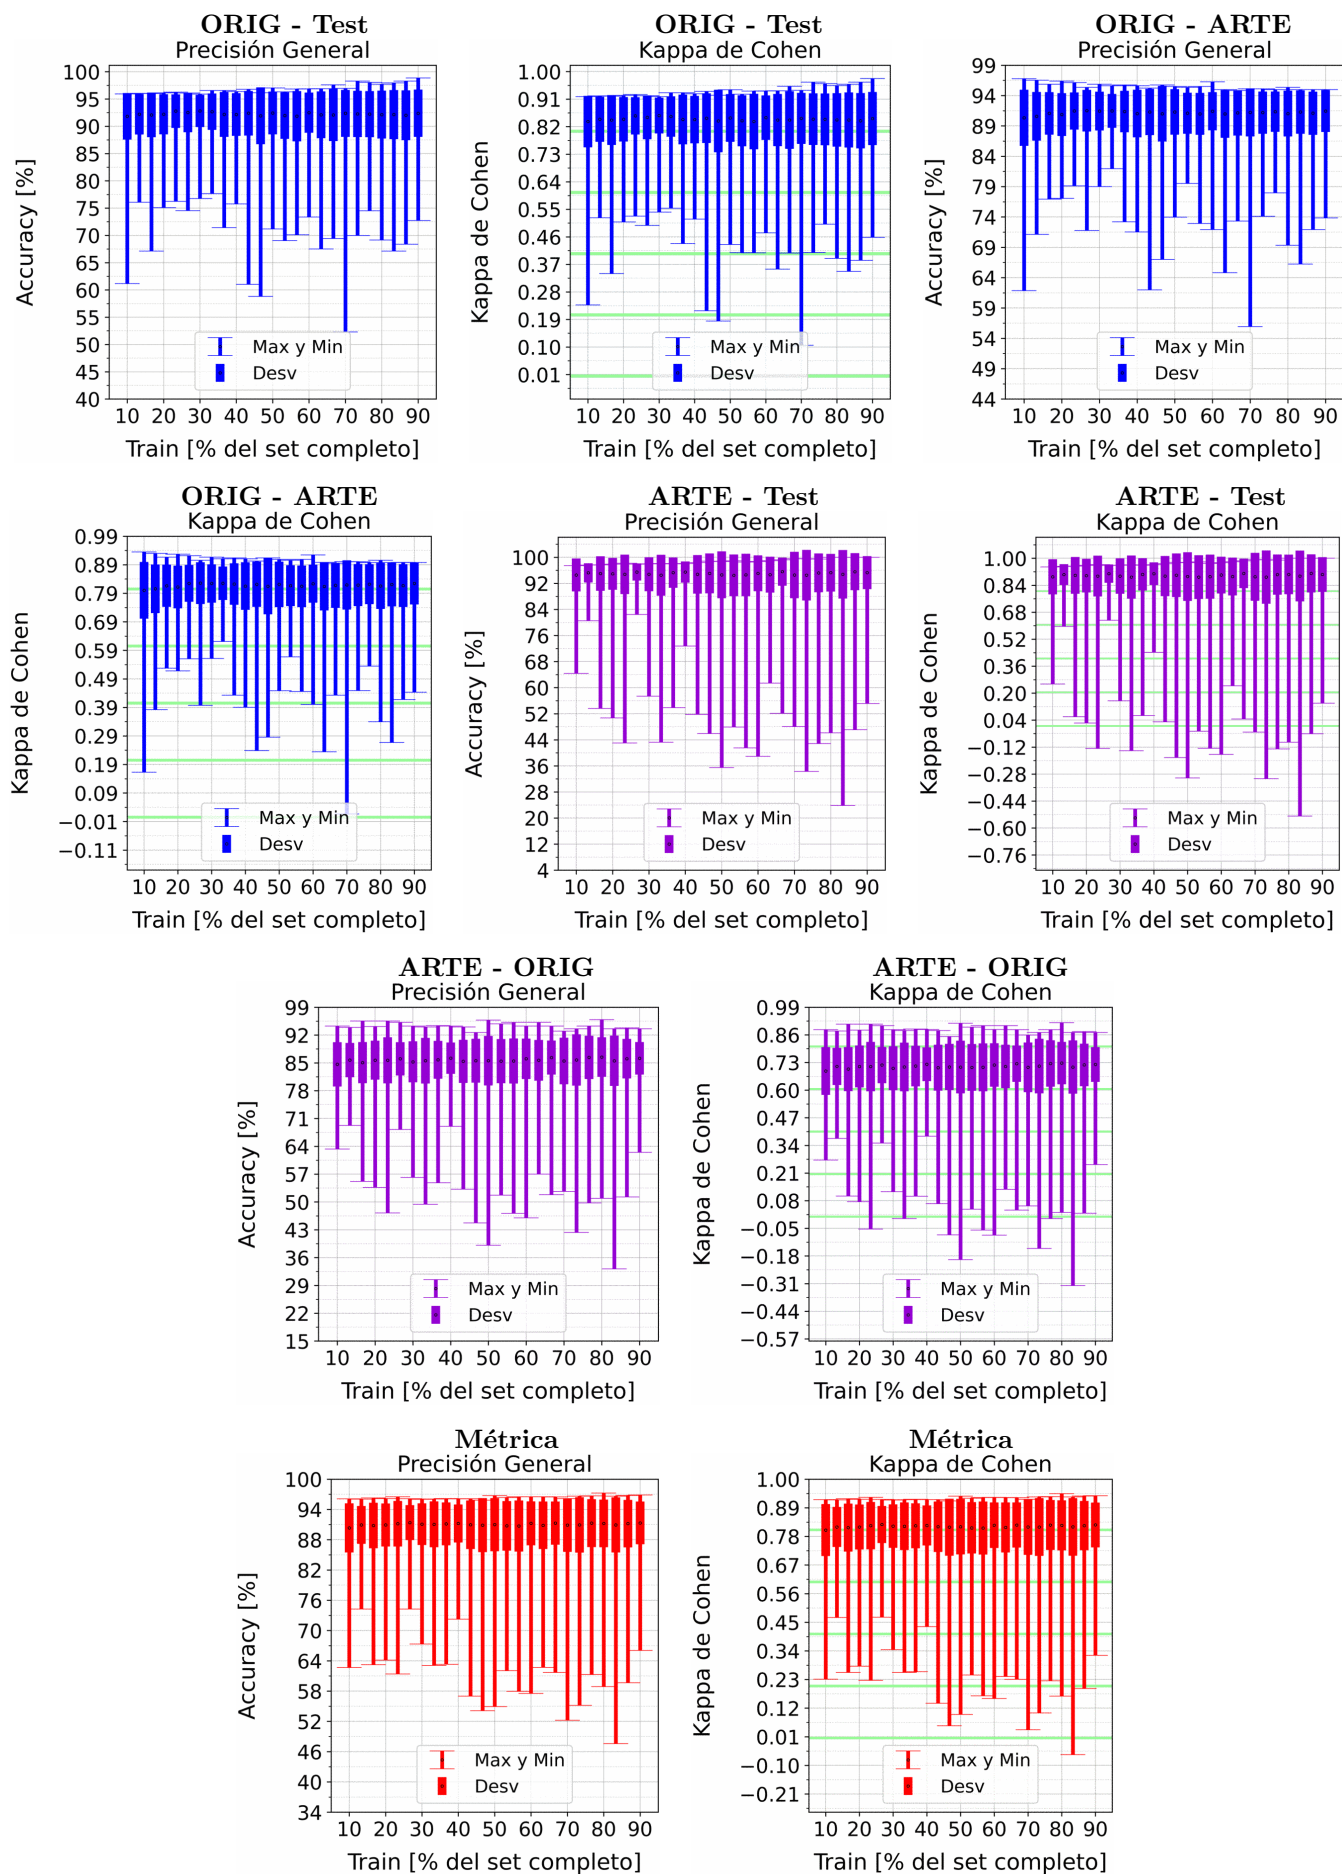 ORIG - Test
Precisión General
Accuracy [%]
100
95
90
85
80
75
70
65
60
55
50
45
40
Max y Min
Desv
10 20 30 40 50 60 70 80 90
Train [% del set completo]
ORIG - Test
Kappa de Cohen
Kappa de Cohen
1.00
0.91
0.82
0.73
0.64
0.55
0.46
0.37
0.28
0.19
0.10
0.01
Max y Min
Desv
10 20 30 40 50 60 70 80 90
Train [% del set completo]
ORIG - ARTE
Precisión General
Accuracy [%]
99
94
89
84
79
74
69
64
59
54
49
44
Max y Min
Desv
10 20 30 40 50 60 70 80 90
Train [% del set completo]
ORIG - ARTE
Kappa de Cohen
Kappa de Cohen
0.99
0.89
0.79
0.69
0.59
0.49
0.39
0.29
0.19
0.09
−0.01
−0.11
Max y Min
Desv
10 20 30 40 50 60 70 80 90
Train [% del set completo]
ARTE - Test
Precisión General
Accuracy [%]
100
92
84
76
68
60
52
44
36
28
20
12
4
Max y Min
Desv
10 20 30 40 50 60 70 80 90
Train [% del set completo]
ARTE - Test
Kappa de Cohen
Kappa de Cohen
1.00
0.84
0.68
0.52
0.36
0.20
0.04
−0.12
−0.28
−0.44
−0.60
−0.76
Max y Min
Desv
10 20 30 40 50 60 70 80 90
Train [% del set completo]
ARTE - ORIG
Precisión General
Accuracy [%]
99
92
85
78
71
64
57
50
43
36
29
22
15
Max y Min
Desv
10 20 30 40 50 60 70 80 90
Train [% del set completo]
ARTE - ORIG
Kappa de Cohen
Kappa de Cohen
0.99
0.86
0.73
0.60
0.47
0.34
0.21
0.08
−0.05
−0.18
−0.31
−0.44
−0.57
Max y Min
Desv
10 20 30 40 50 60 70 80 90
Train [% del set completo]
Métrica
Precisión General
Accuracy [%]
100
94
88
82
76
70
64
58
52
46
40
34
Max y Min
Desv
10 20 30 40 50 60 70 80 90
Train [% del set completo]
Métrica
Kappa de Cohen
Kappa de Cohen
1.00
0.89
0.78
0.67
0.56
0.45
0.34
0.23
0.12
0.01
−0.10
−0.21
Max y Min
Desv
10 20 30 40 50 60 70 80 90
Train [% del set completo]